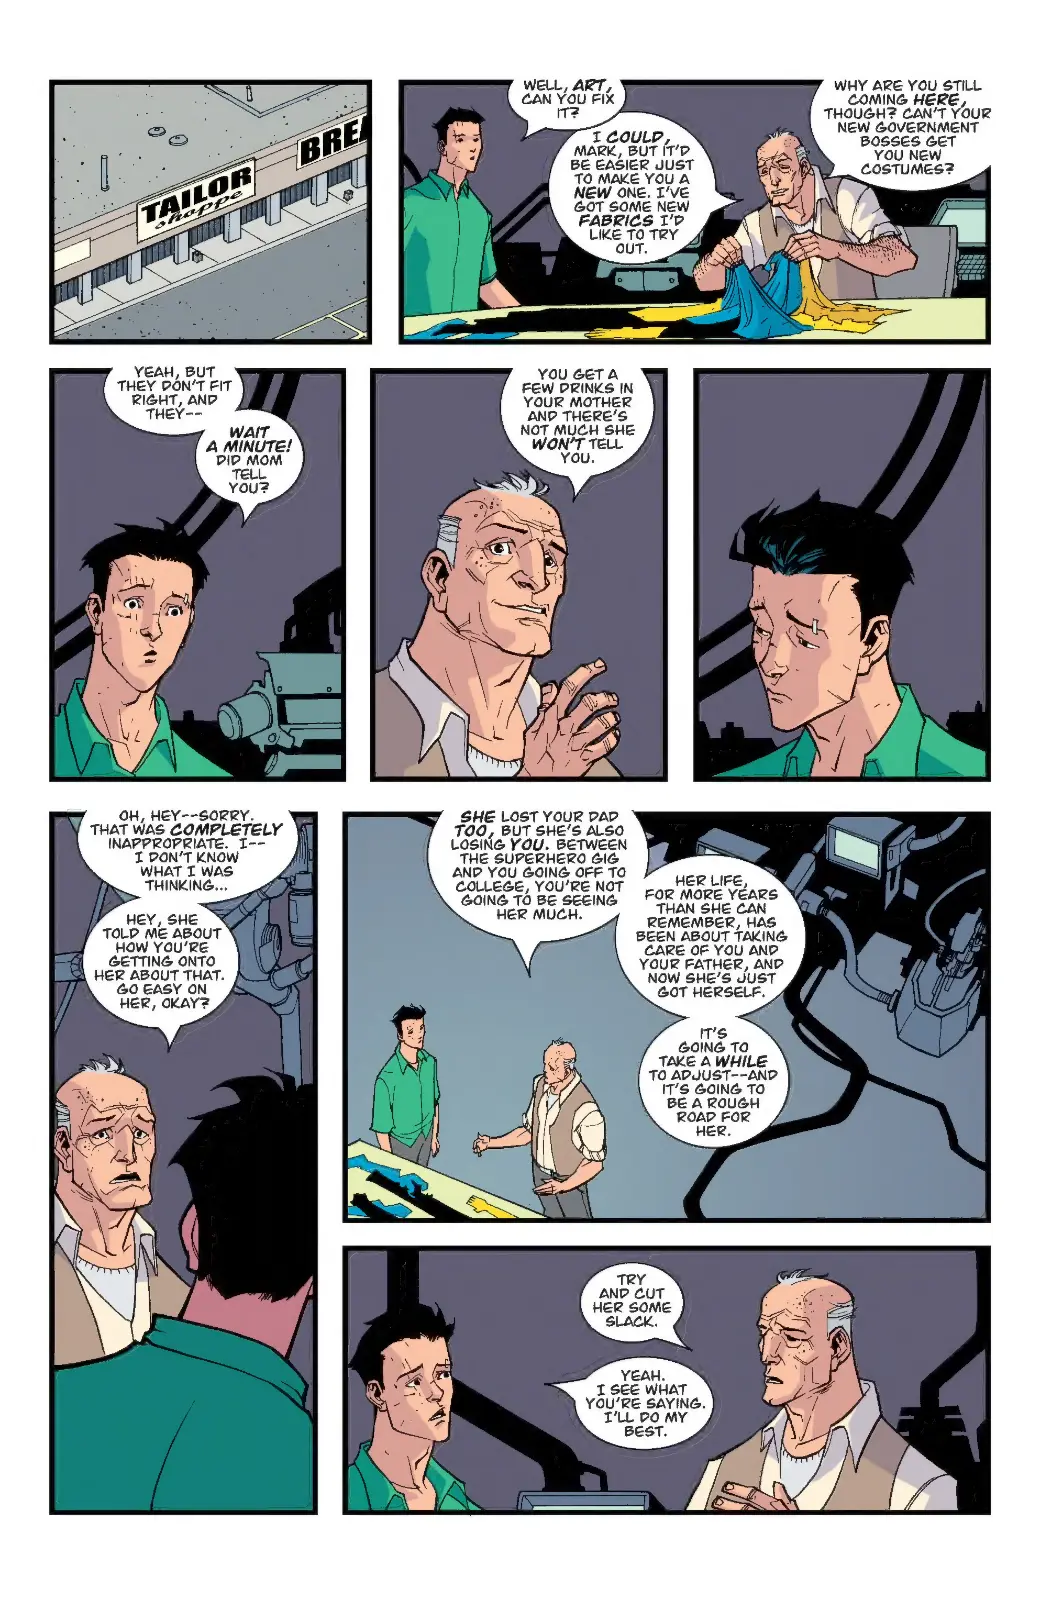 TAILOR
shoppe
BREA
WELL, ART,
CAN YOU FIX
IT?
I COULD,
MARK, BUT IT'D
BE EASIER JUST
TO MAKE YOU A
NEW ONE. I'VE
GOT SOME NEW
FABRICS I'D
LIKE TO TRY
OUT.
WHY ARE YOU STILL
COMING HERE,
THOUGH? CAN'T YOUR
NEW GOVERNMENT
BOSSES GET
YOU NEW
COSTUMES?
YEAH, BUT
THEY DON'T FIT
RIGHT, AND
THEY--
WAIT
A MINUTE!
DID MOM
TELL
YOU?
YOU GET A
FEW DRINKS IN
YOUR MOTHER
AND THERE'S
NOT MUCH SHE
WON'T TELL
YOU.
OH, HEY--SORRY.
THAT WAS COMPLETELY
INAPPROPRIATE. I--
I DON'T KNOW
WHAT I WAS
THINKING...
HEY, SHE
TOLD ME ABOUT
HOW YOU'RE
GETTING ONTO
HER ABOUT THAT.
GO EASY ON
HER, OKAY?
SHE LOST YOUR DAD
TOO, BUT SHE'S ALSO
LOSING YOU. BETWEEN
THE SUPERHERO GIG
AND YOU GOING OFF TO
COLLEGE, YOU'RE NOT
GOING TO BE SEEING
HER MUCH.
HER LIFE,
FOR MORE YEARS
THAN SHE CAN
REMEMBER, HAS
BEEN ABOUT TAKING
CARE OF YOU AND
YOUR FATHER, AND
NOW SHE'S JUST
GOT HERSELF.
IT'S
GOING TO
TAKE A WHILE
TO ADJUST--AND
IT'S GOING TO
BE A ROUGH
ROAD FOR
HER.
TRY
AND CUT
HER SOME
SLACK.
YEAH.
I SEE WHAT
YOU'RE SAYING.
I'LL DO MY
BEST.